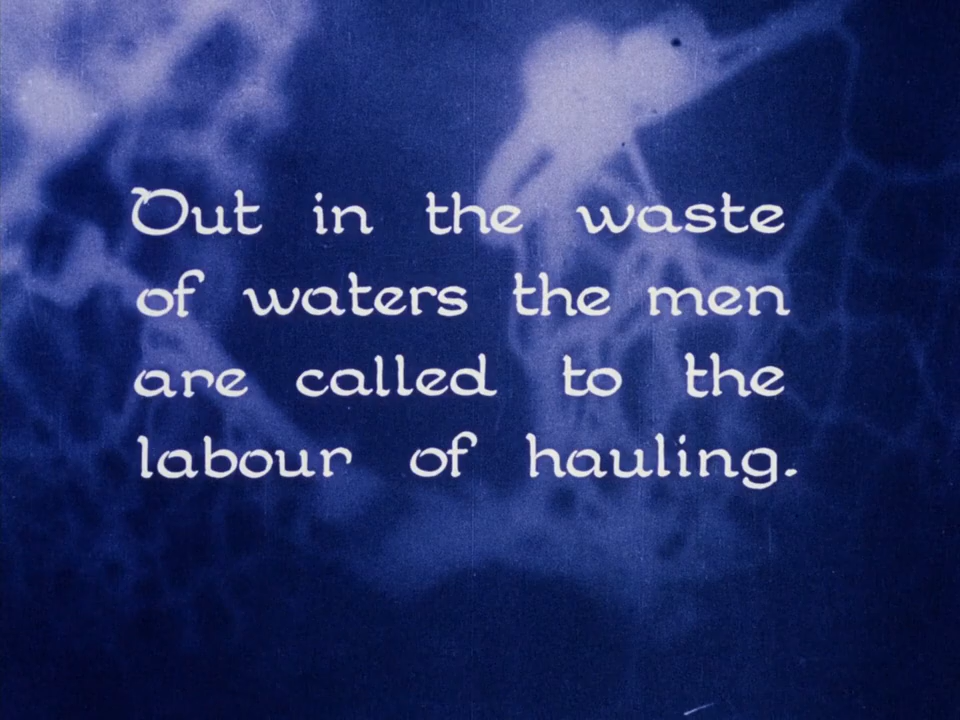 Out in the waste
of waters the men
are called to the
labour of hauling.